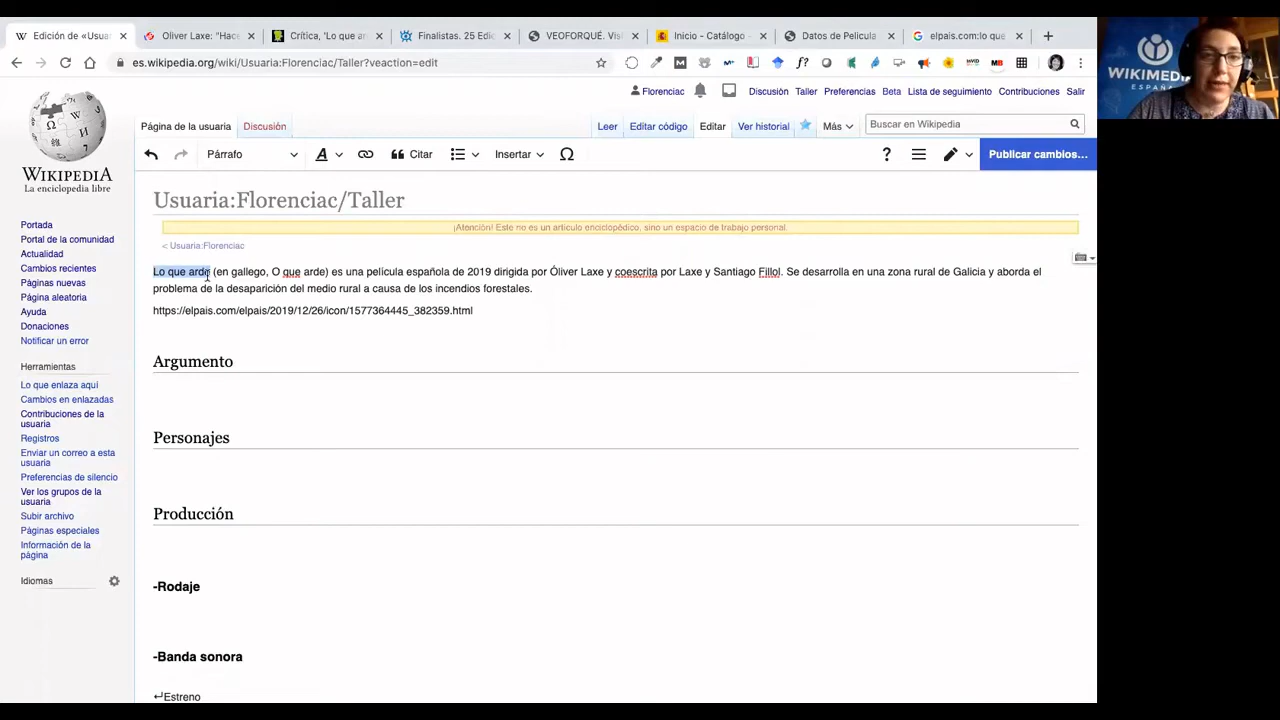 Edición de «Usua
Oliver Laxe: "Hace
Crítica, 'Lo que ar
Finalistas. 25 Edic
VEOFORQUÉ. Vis
Inicio - Catálogo
Datos de Pelicula
elpais.com:lo que
es.wikipedia.org/wiki/Usuaria:Florenciac/Taller?veaction=edit
WIKIMEDIA
ESPAÑA
Florenciac
Discusión
Taller
Preferencias
Beta
Lista de seguimiento
Contribuciones
Salir
Página de la usuaria
Discusión
Leer
Editar código
Editar
Ver historial
Más
Buscar en Wikipedia
WIKIPEDIA
La enciclopedia libre
Párrafo
A
Citar
Insertar
Ω
?
Publicar cambios...
Portada
Portal de la comunidad
Actualidad
Cambios recientes
Páginas nuevas
Página aleatoria
Ayuda
Donaciones
Notificar un error
Herramientas
Lo que enlaza aquí
Cambios en enlazadas
Contribuciones de la
usuaria
Registros
Enviar un correo a esta
usuaria
Preferencias de silencio
Ver los grupos de la
usuaria
Subir archivo
Páginas especiales
Información de la
página
Idiomas
Usuaria:Florenciac/Taller
¡Atención! Este no es un artículo enciclopédico, sino un espacio de trabajo personal.
< Usuaria:Florenciac
Lo que arde (en gallego, O que arde) es una película española de 2019 dirigida por Óliver Laxe y coescrita por Laxe y Santiago Fillol. Se desarrolla en una zona rural de Galicia y aborda el
problema de la desaparición del medio rural a causa de los incendios forestales.
https://elpais.com/elpais/2019/12/26/icon/1577364445_382359.html
Argumento
Personajes
Producción
-Rodaje
-Banda sonora
↵Estreno